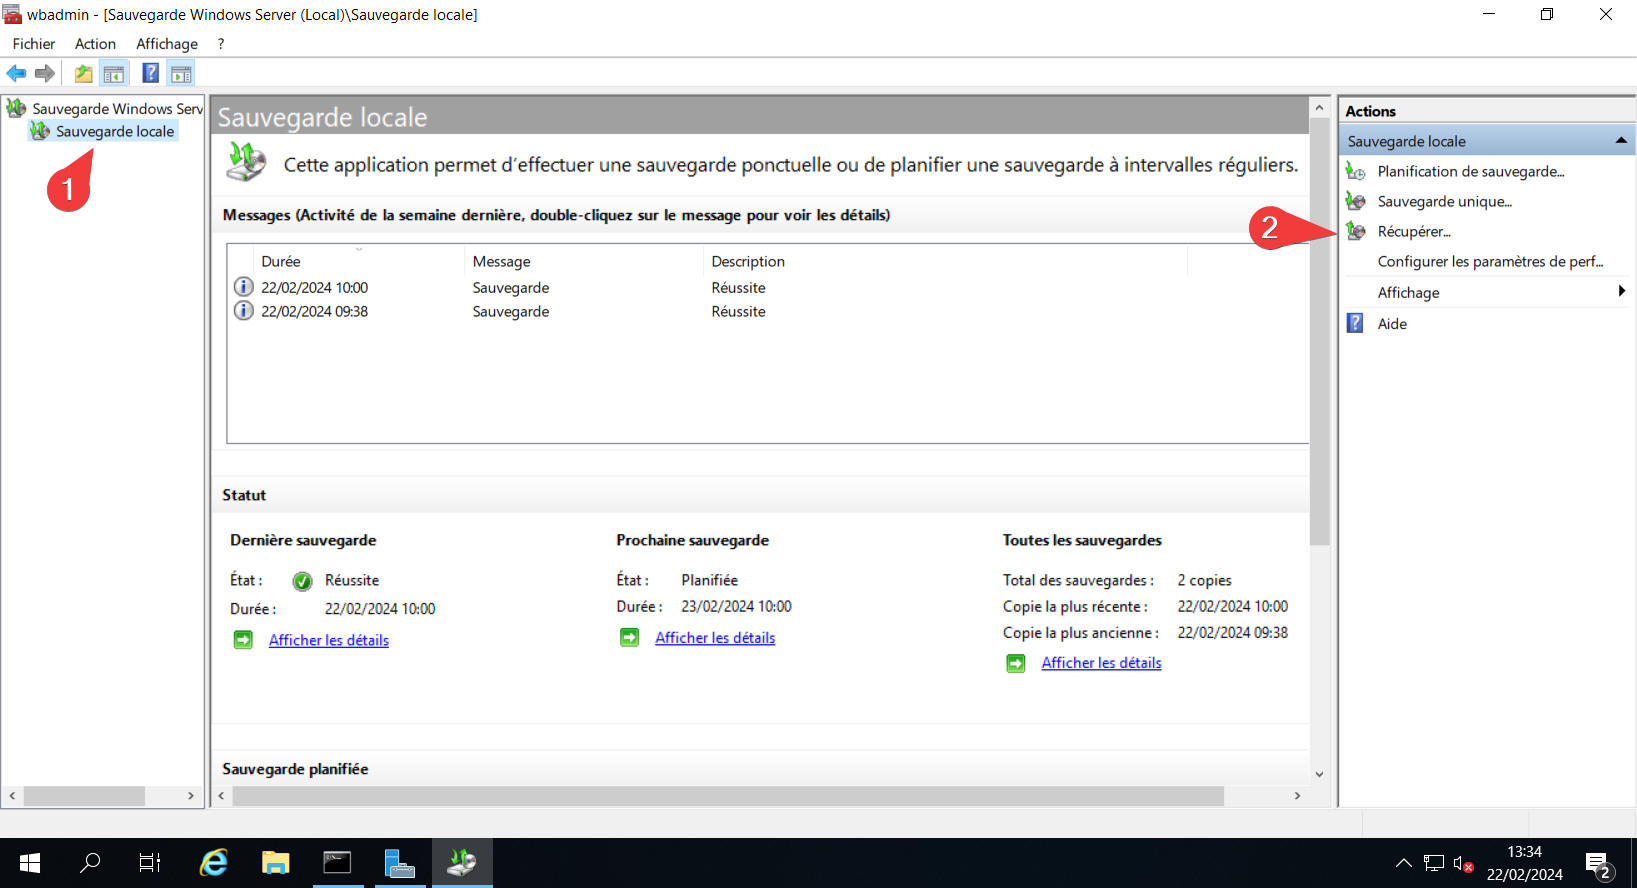 wbadmin - [Sauvegarde Windows Server (Local)\Sauvegarde locale]
Fichier Action Affichage ?
Sauvegarde Windows Serv
Sauvegarde locale
1
Sauvegarde locale
Cette application permet d'effectuer une sauvegarde ponctuelle ou de planifier une sauvegarde à intervalles réguliers.
Messages (Activité de la semaine dernière, double-cliquez sur le message pour voir les détails)
Durée Message Description
22/02/2024 10:00 Sauvegarde Réussite
22/02/2024 09:38 Sauvegarde Réussite
Statut
Dernière sauvegarde
État : Réussite
Durée : 22/02/2024 10:00
Afficher les détails
Prochaine sauvegarde
État : Planifiée
Durée : 23/02/2024 10:00
Afficher les détails
Toutes les sauvegardes
Total des sauvegardes : 2 copies
Copie la plus récente : 22/02/2024 10:00
Copie la plus ancienne : 22/02/2024 09:38
Afficher les détails
Sauvegarde planifiée
Actions
Sauvegarde locale
Planification de sauvegarde...
Sauvegarde unique...
2
Récupérer...
Configurer les paramètres de perf...
Affichage
? Aide
13:34
22/02/2024
2